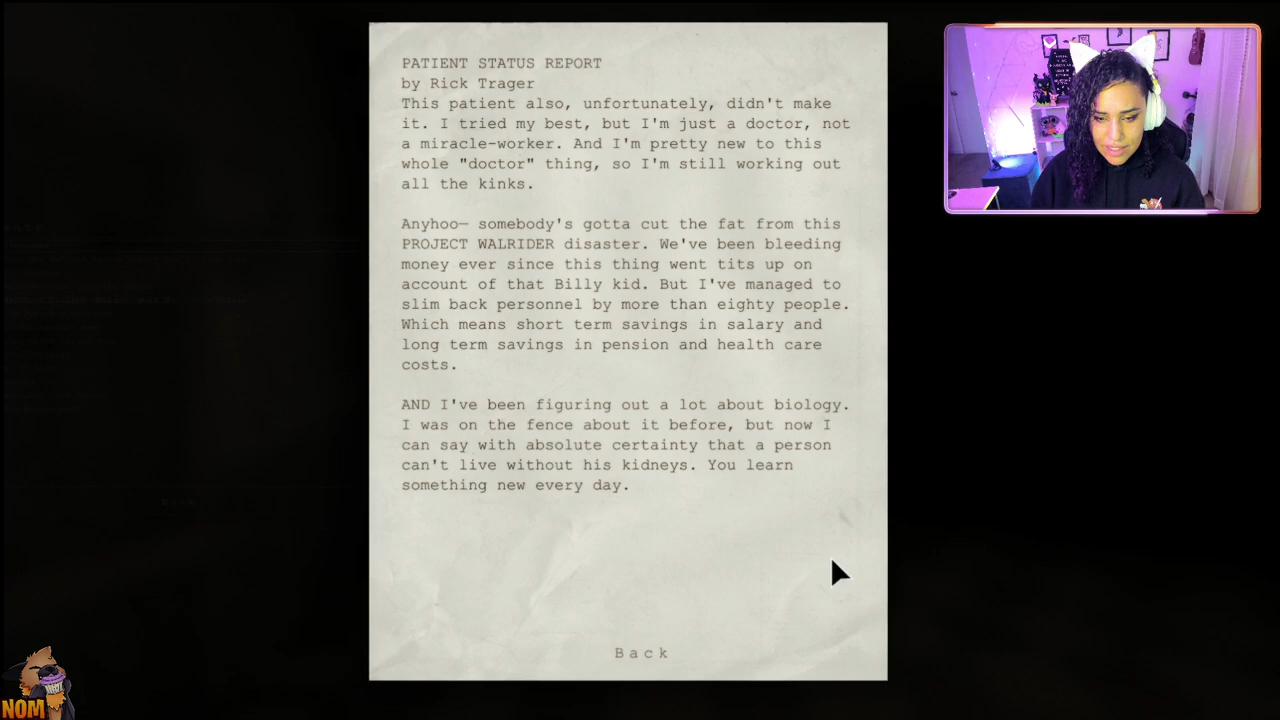 PATIENT STATUS REPORT
by Rick Trager
This patient also, unfortunately, didn't make
it. I tried my best, but I'm just a doctor, not
a miracle-worker. And I'm pretty new to this
whole "doctor" thing, so I'm still working out
all the kinks.
Anyhoo— somebody's gotta cut the fat from this
PROJECT WALRIDER disaster. We've been bleeding
money ever since this thing went tits up on
account of that Billy kid. But I've managed to
slim back personnel by more than eighty people.
Which means short term savings in salary and
long term savings in pension and health care
costs.
AND I've been figuring out a lot about biology.
I was on the fence about it before, but now I
can say with absolute certainty that a person
can't live without his kidneys. You learn
something new every day.
Back
NOM